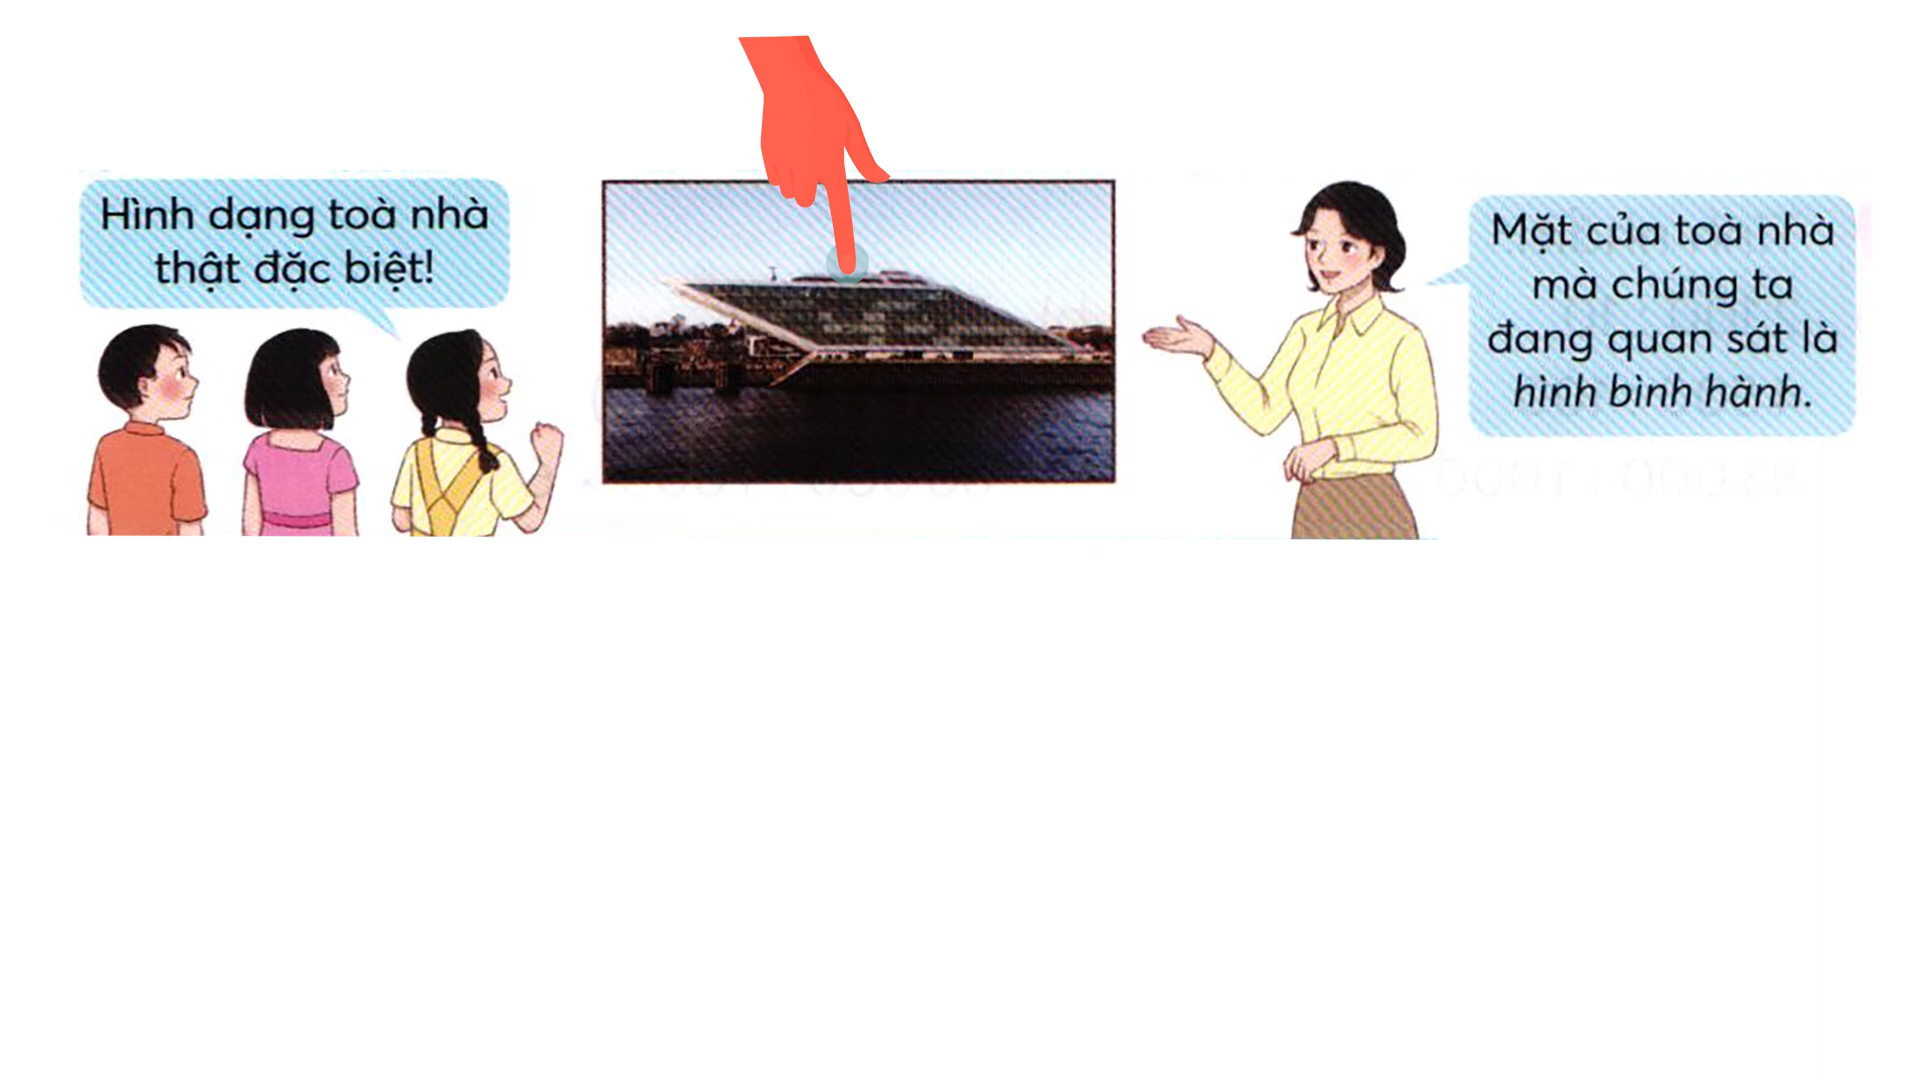 Hình dạng toà nhà
thật đặc biệt!
Mặt của toà nhà
mà chúng ta
đang quan sát là
hình bình hành.